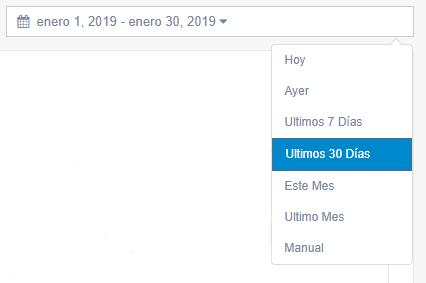 enero 1, 2019 - enero 30, 2019
Hoy
Ayer
Ultimos 7 Días
Ultimos 30 Días
Este Mes
Ultimo Mes
Manual